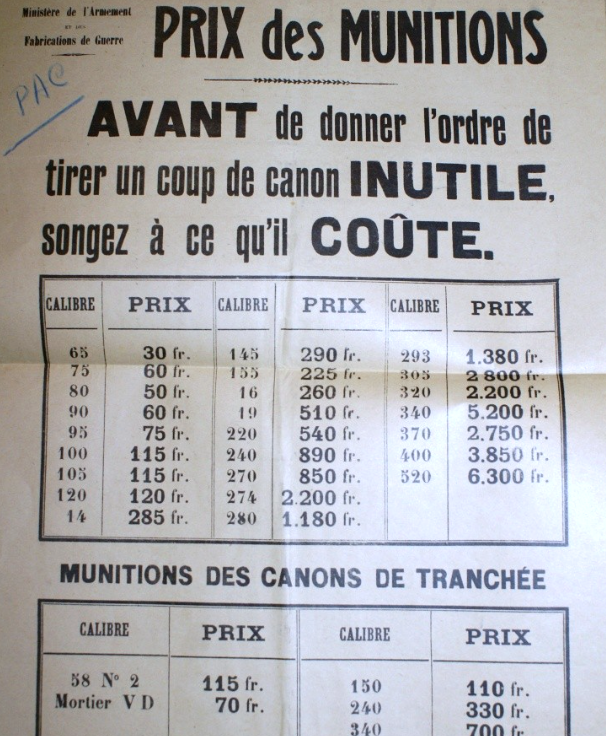 Ministère de l'Armement
ET DES
Fabrications de Guerre
PRIX des MUNITIONS
PAC
AVANT de donner l'ordre de
tirer un coup de canon INUTILE,
songez à ce qu'il COÛTE.
CALIBRE PRIX CALIBRE PRIX CALIBRE PRIX
65 30 fr. 145 290 fr. 293 1.380 fr.
75 60 fr. 155 225 fr. 305 2 800 fr.
80 50 fr. 16 260 fr. 320 2.200 fr.
90 60 fr. 19 510 fr. 340 5.200 fr.
95 75 fr. 220 540 fr. 370 2.750 fr.
100 115 fr. 240 890 fr. 400 3.850 fr.
105 115 fr. 270 850 fr. 520 6.300 fr.
120 120 fr. 274 2.200 fr.
14 285 fr. 280 1.180 fr.
MUNITIONS DES CANONS DE TRANCHÉE
CALIBRE PRIX CALIBRE PRIX
58 N° 2 115 fr. 150 110 fr.
Mortier V D 70 fr. 240 330 fr.
340 700 fr.